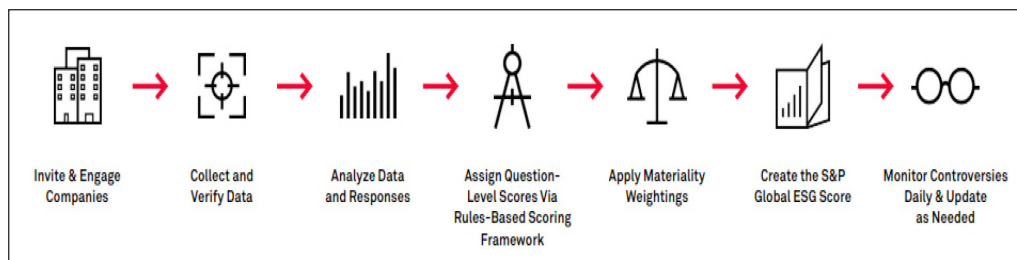 Invite & Engage
Companies
Collect and
Verify Data
Analyze Data
and Responses
Assign Question-
Level Scores Via
Rules-Based Scoring
Framework
Apply Materiality
Weightings
Create the S&P
Global ESG Score
Monitor Controversies
Daily & Update
as Needed